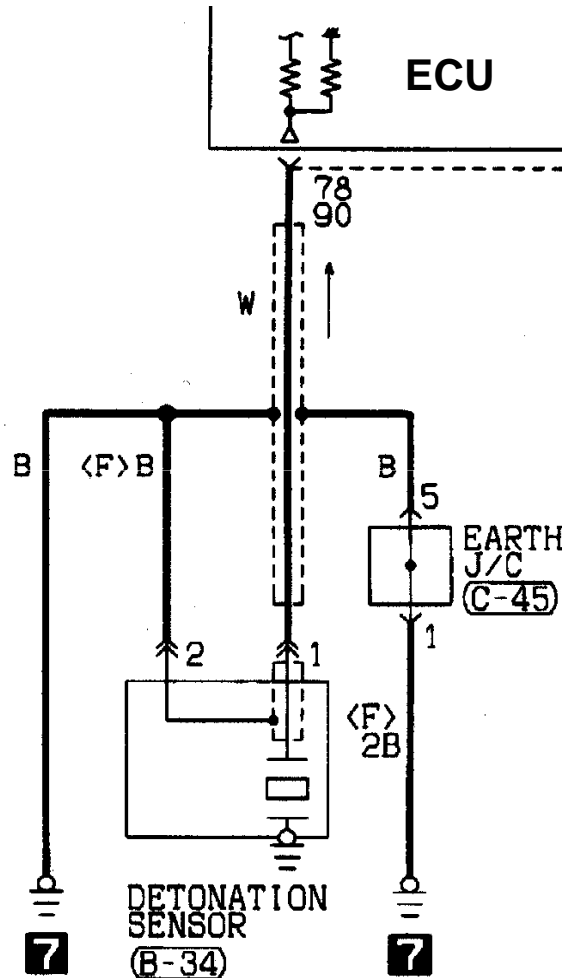 ECU
78
90
W
B
<F> B
B
5
EARTH
J/C
(C-45)
2
1
1
<F>
2B
DETONATION
SENSOR
(B-34)
7
7